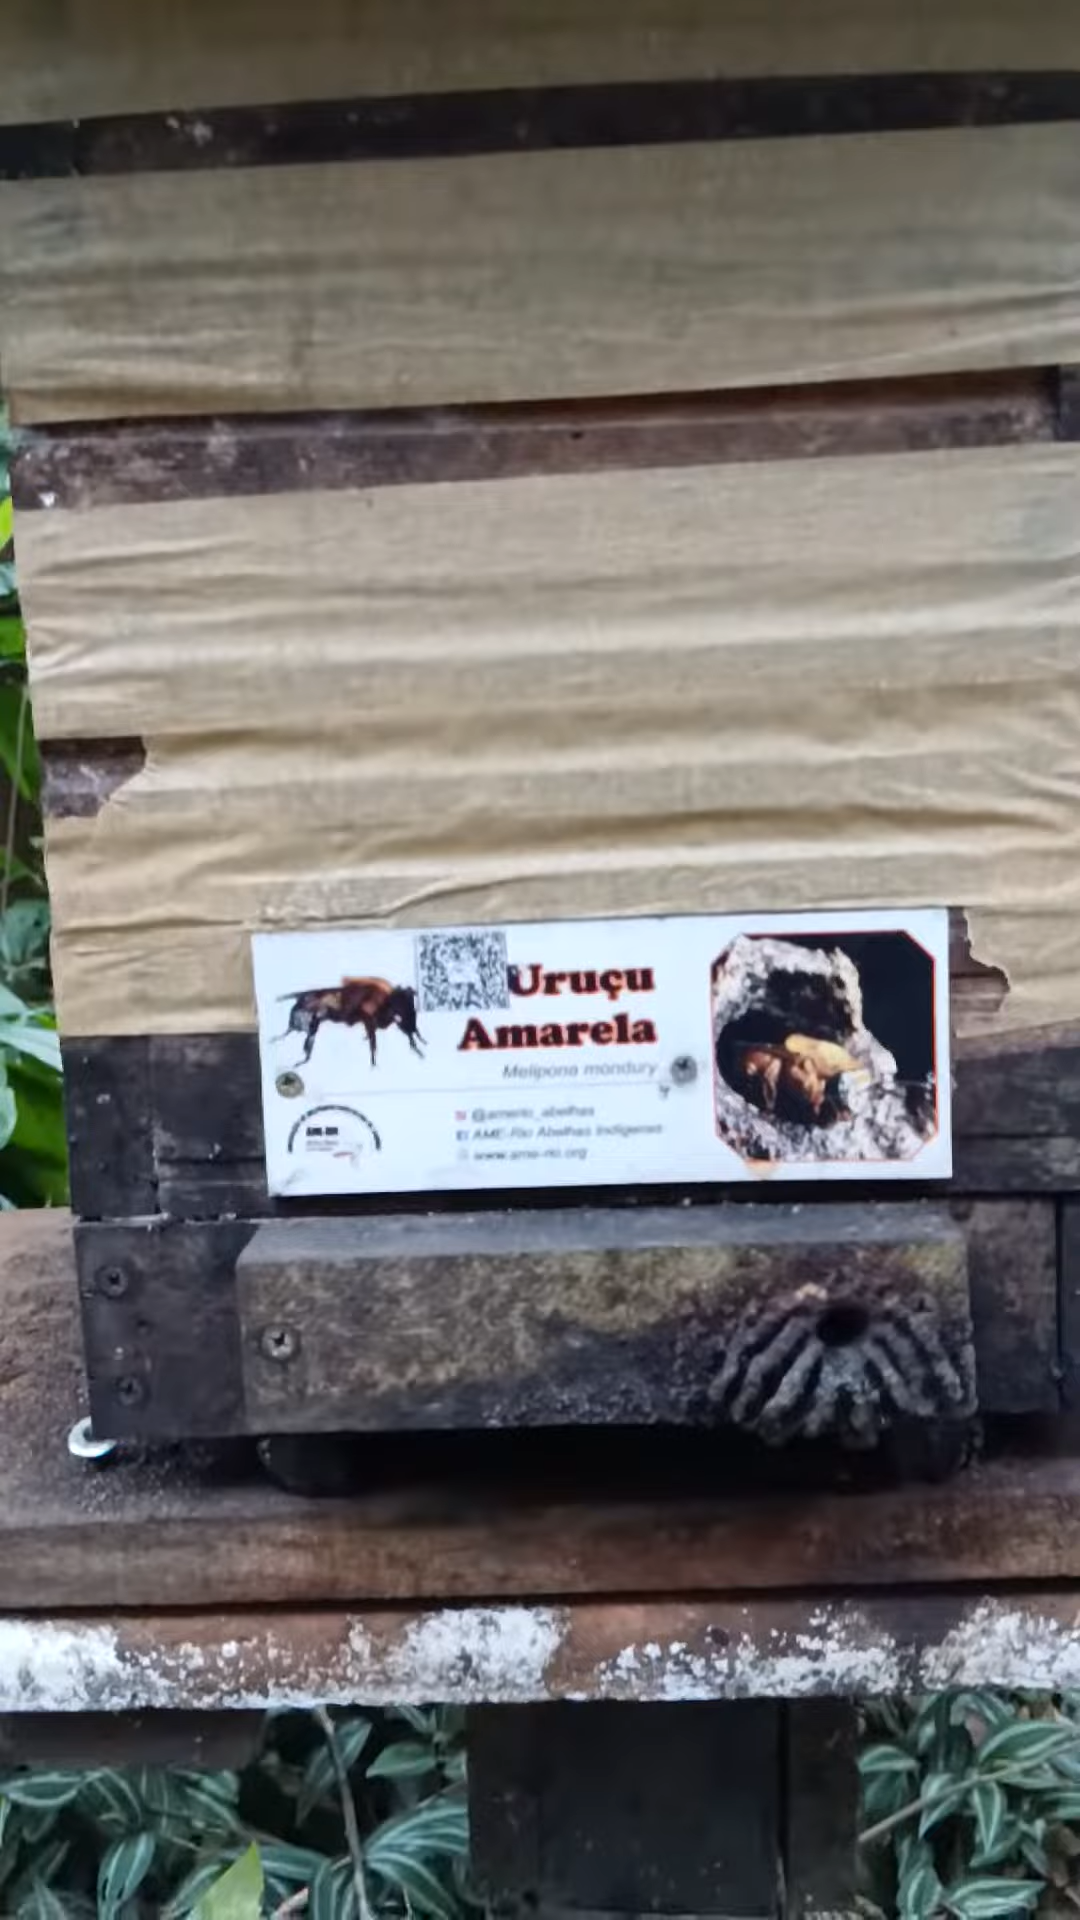 Uruçu
Amarela
Melipona mondury
@amerio_abelhas
AME-Rio Abelhas Indígenas
www.ame-rio.org